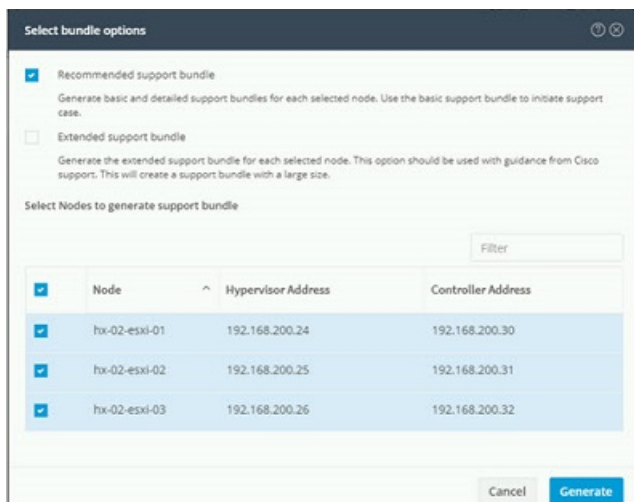 Select bundle options
Recommended support bundle
Generate basic and detailed support bundles for each selected node. Use the basic support bundle to initiate support
case.
Extended support bundle
Generate the extended support bundle for each selected node. This option should be used with guidance from Cisco
support. This will create a support bundle with a large size.
Select Nodes to generate support bundle
Filter
Node Hypervisor Address Controller Address
hx-02-esxi-01 192.168.200.24 192.168.200.30
hx-02-esxi-02 192.168.200.25 192.168.200.31
hx-02-esxi-03 192.168.200.26 192.168.200.32
Cancel Generate